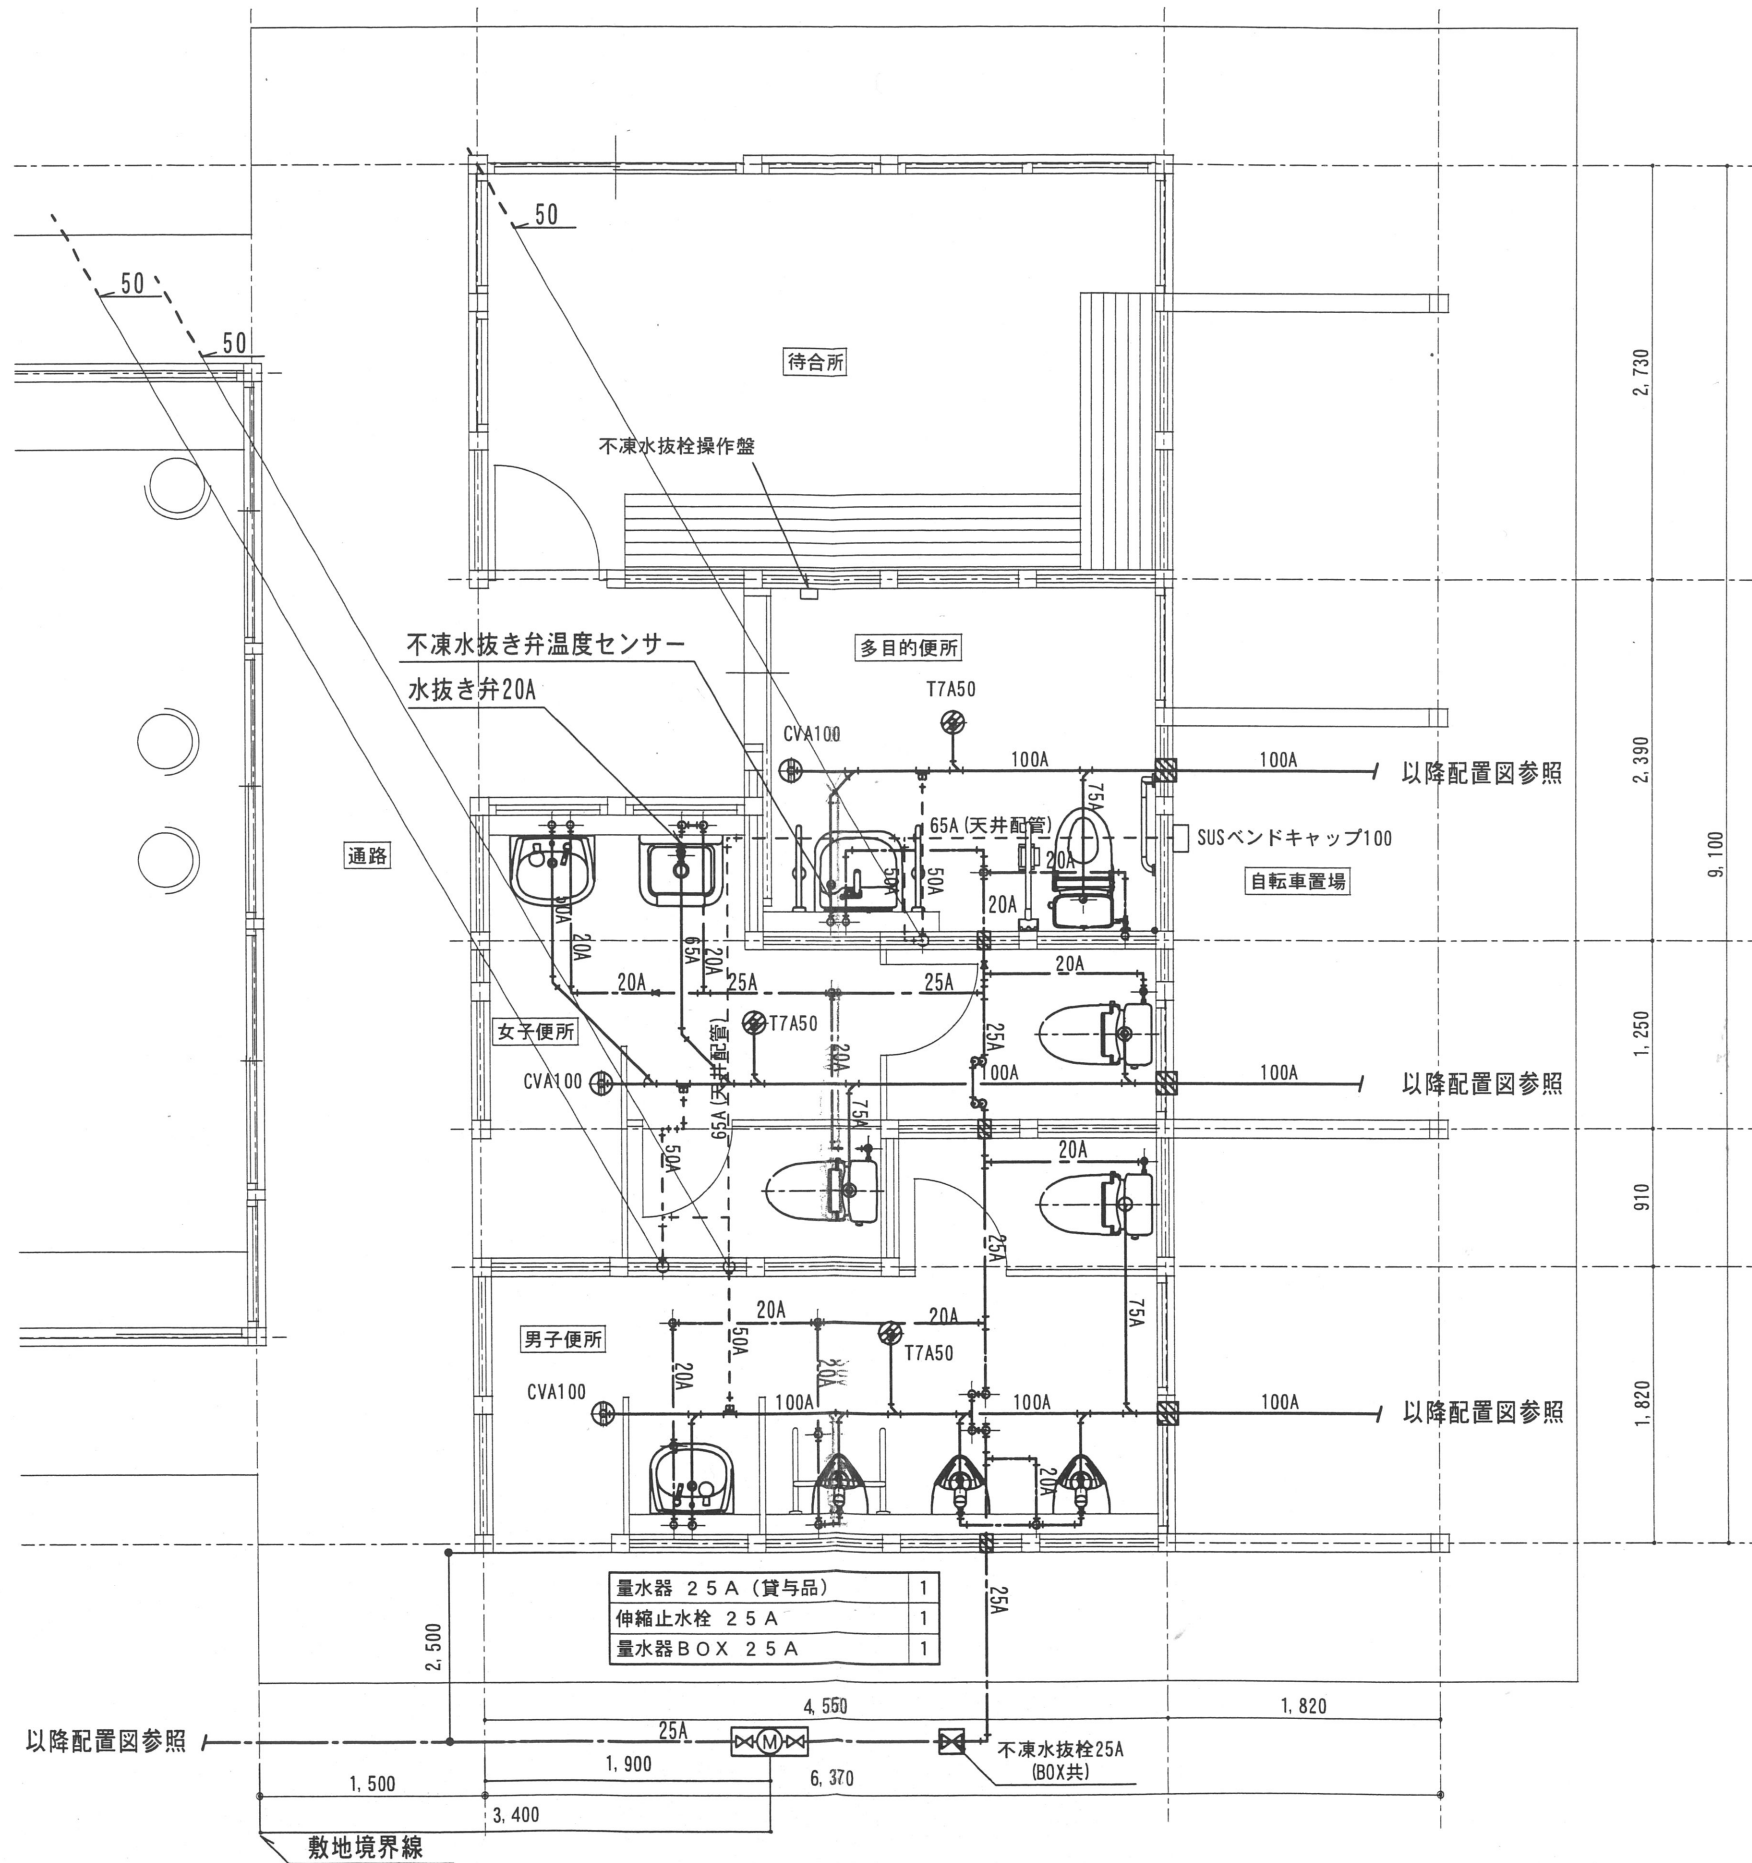 50
50
50
待合所
2,730
不凍水抜栓操作盤
不凍水抜き弁温度センサー
多目的便所
水抜き弁20A
T7A50
CVA100
100A
100A
以降配置図参照
2,390
75A
65A(天井配管)
SUSベンドキャップ100
通路
20A
9,100
50A
50A
自転車置場
50A
20A
20A
65A
20A
20A
20A
25A
25A
女子便所
T7A50
65A(天井配管)
20A
25A
1,250
CVA100
100A
100A
以降配置図参照
75A
50A
20A
910
25A
20A
20A
75A
男子便所
50A
T7A50
20A
20A
CVA100
100A
100A
100A
以降配置図参照
1,820
20A
量水器 25A (貸与品) 1
伸縮止水栓 25A 1
量水器BOX 25A 1
25A
2,500
4,550
1,820
以降配置図参照
25A
M
不凍水抜栓25A
(BOX共)
1,900
1,500
6,370
3,400
敷地境界線